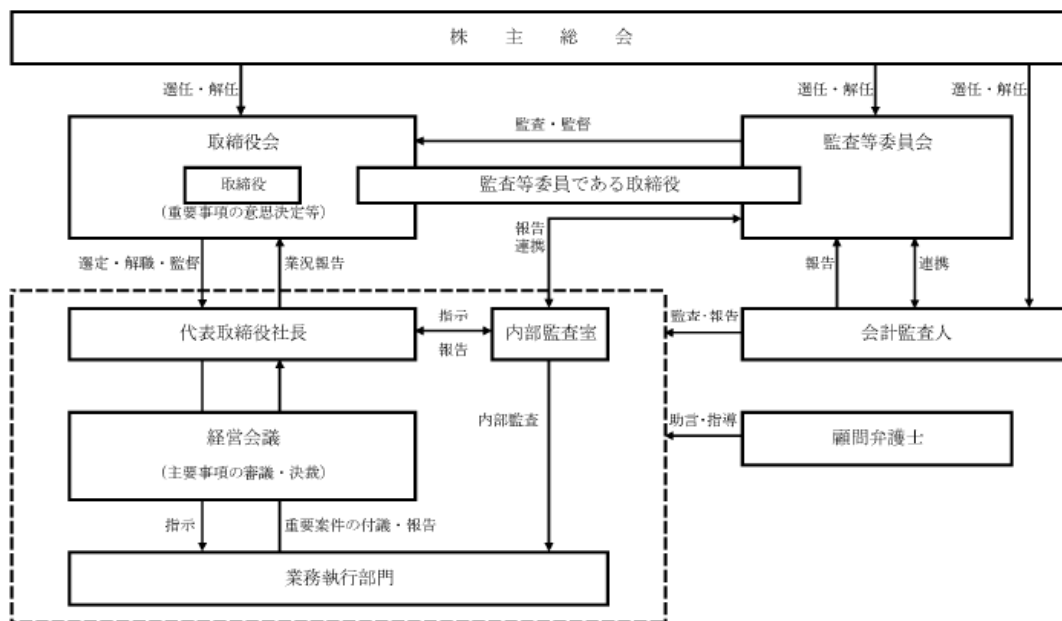 株主総会
選任・解任
選任・解任
選任・解任
取締役会
監査・監督
監査等委員会
取締役
監査等委員である取締役
(重要事項の意思決定等)
報告
連携
選定・解職・監督
業況報告
報告
連携
代表取締役社長
指示
報告
内部監査室
監査・報告
会計監査人
経営会議
(主要事項の審議・決裁)
内部監査
助言・指導
顧問弁護士
指示
重要案件の付議・報告
業務執行部門